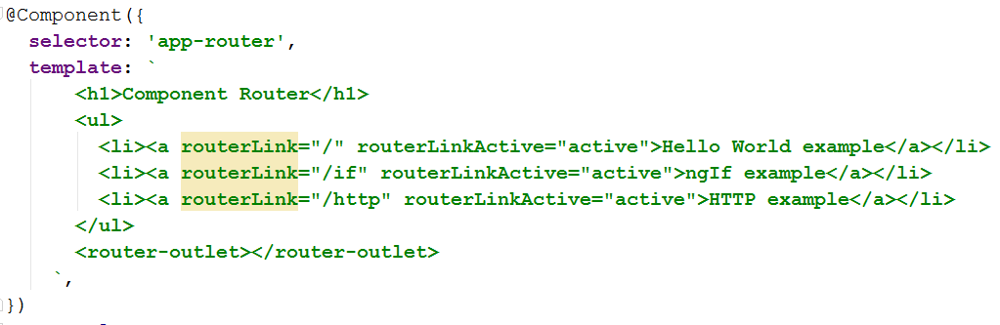 @Component({
  selector: 'app-router',
  template: `
      <h1>Component Router</h1>
      <ul>
        <li><a routerLink="/" routerLinkActive="active">Hello World example</a></li>
        <li><a routerLink="/if" routerLinkActive="active">ngIf example</a></li>
        <li><a routerLink="/http" routerLinkActive="active">HTTP example</a></li>
      </ul>
      <router-outlet></router-outlet>
    `,
})